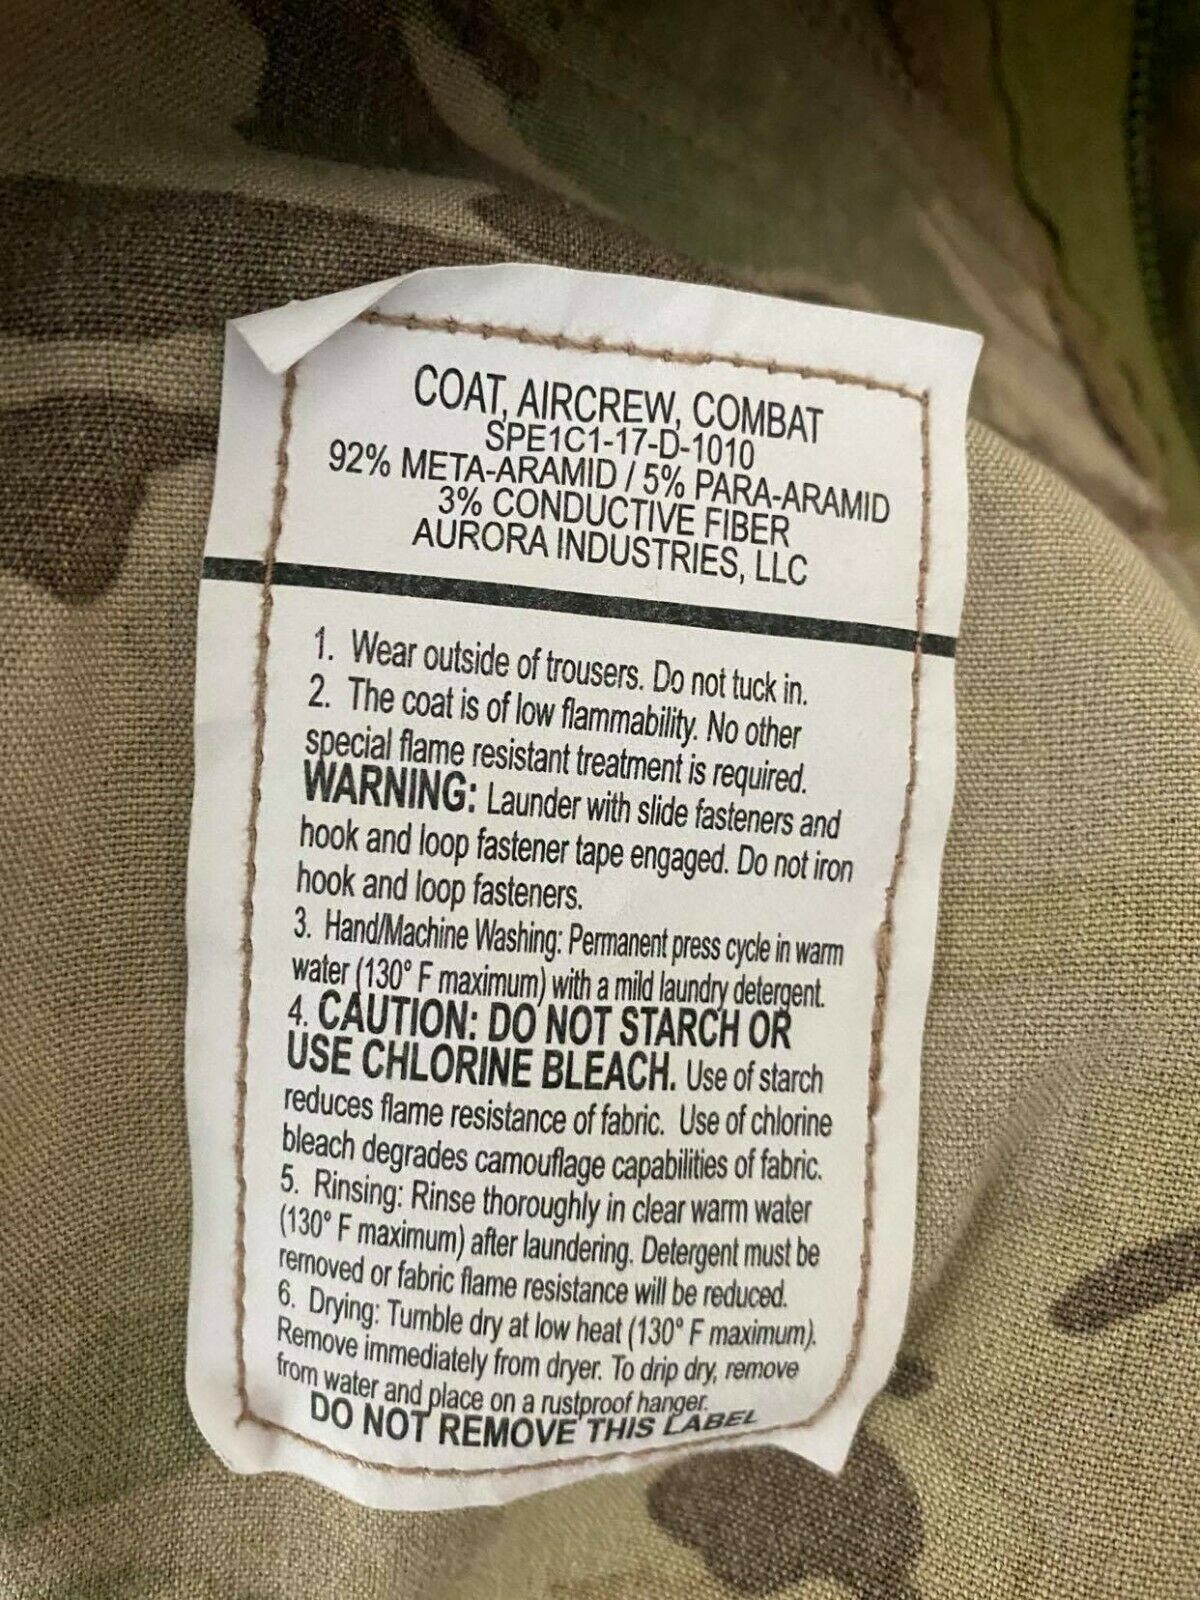 COAT, AIRCREW, COMBAT
SPE1C1-17-D-1010
92% META-ARAMID / 5% PARA-ARAMID
3% CONDUCTIVE FIBER
AURORA INDUSTRIES, LLC
1. Wear outside of trousers. Do not tuck in.
2. The coat is of low flammability. No other
special flame resistant treatment is required.
WARNING: Launder with slide fasteners and
hook and loop fastener tape engaged. Do not iron
hook and loop fasteners.
3. Hand/Machine Washing: Permanent press cycle in warm
water (130° F maximum) with a mild laundry detergent.
4. CAUTION: DO NOT STARCH OR
USE CHLORINE BLEACH. Use of starch
reduces flame resistance of fabric. Use of chlorine
bleach degrades camouflage capabilities of fabric.
5. Rinsing: Rinse thoroughly in clear warm water
(130° F maximum) after laundering. Detergent must be
removed or fabric flame resistance will be reduced.
6. Drying: Tumble dry at low heat (130° F maximum).
Remove immediately from dryer. To drip dry, remove
from water and place on a rustproof hanger.
DO NOT REMOVE THIS LABEL